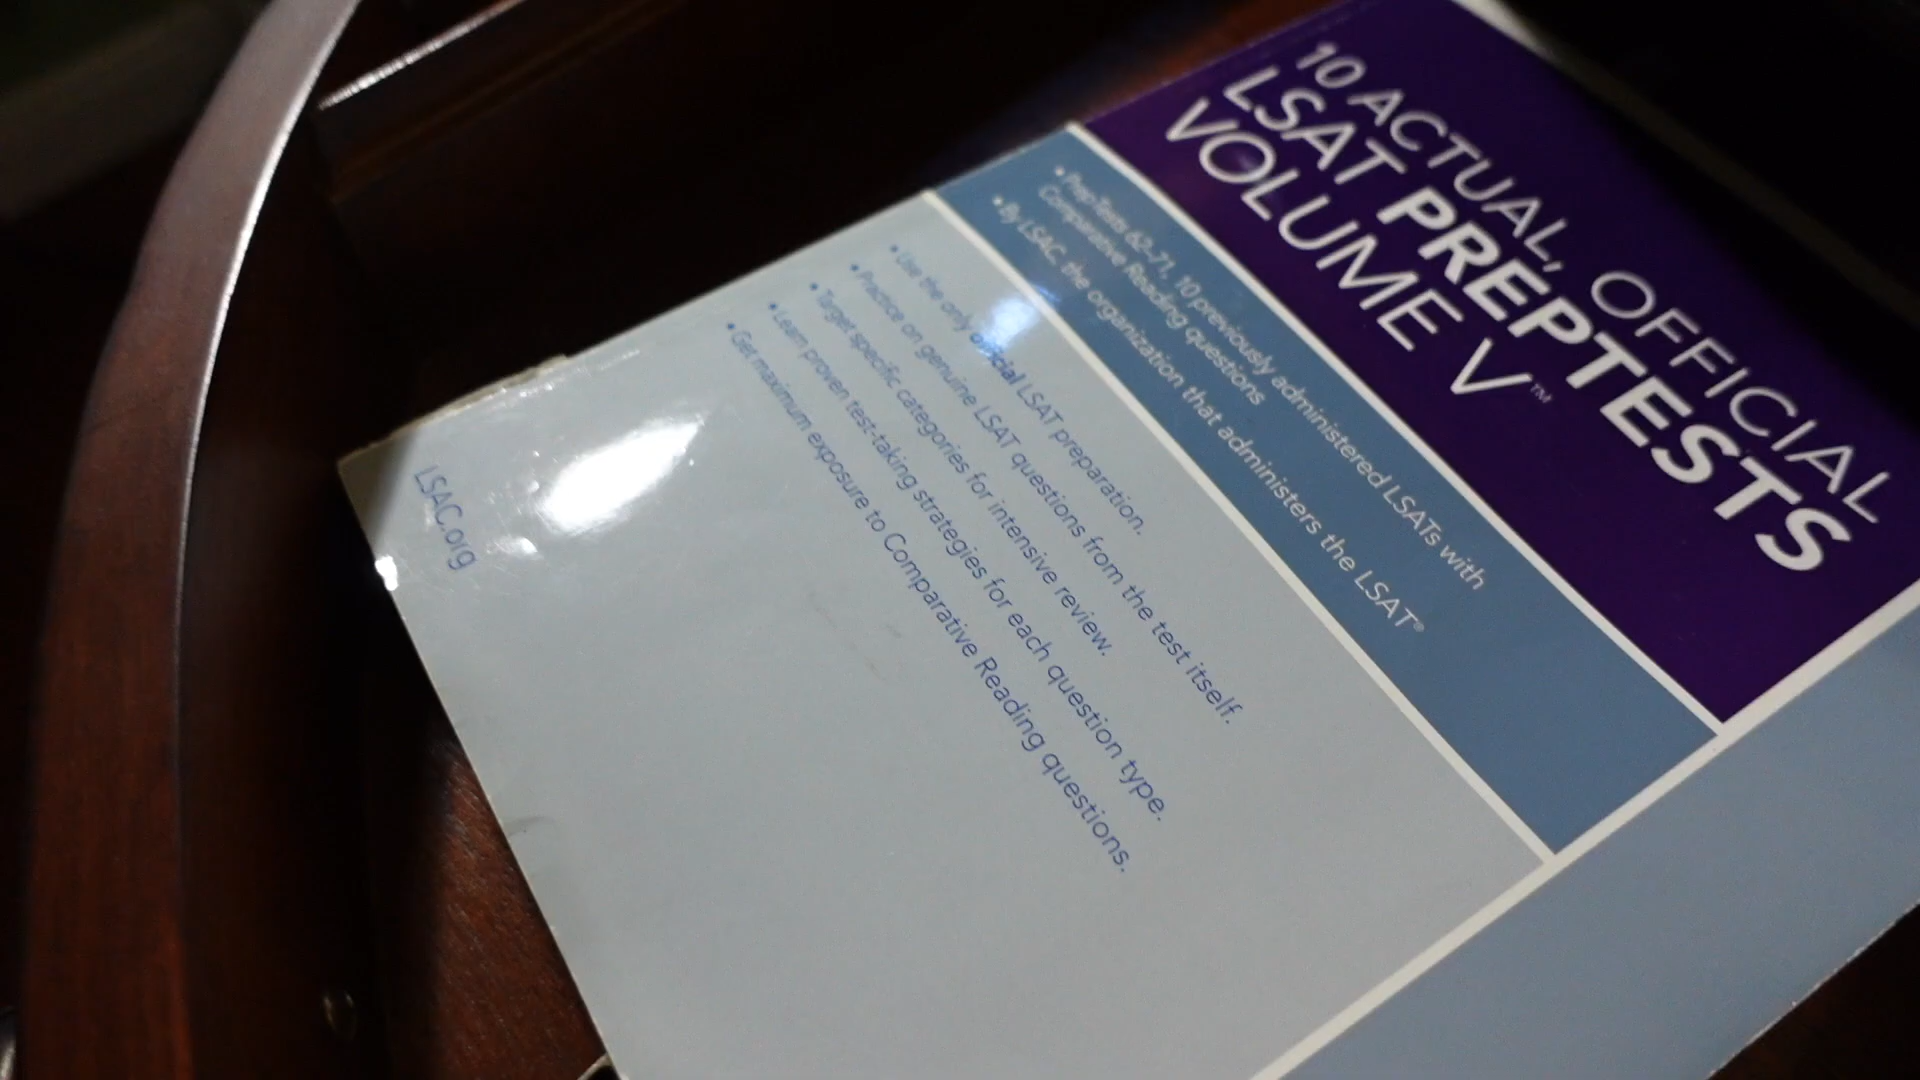 10 ACTUAL, OFFICIAL
LSAT PREPTESTS
VOLUME V™
• PrepTests 62–71, 10 previously administered LSATs with
Comparative Reading questions
• By LSAC, the organization that administers the LSAT®
• Use the only official LSAT preparation.
• Practice on genuine LSAT questions from the test itself.
• Target specific categories for intensive review.
• Learn proven test-taking strategies for each question type.
• Get maximum exposure to Comparative Reading questions.
LSAC.org